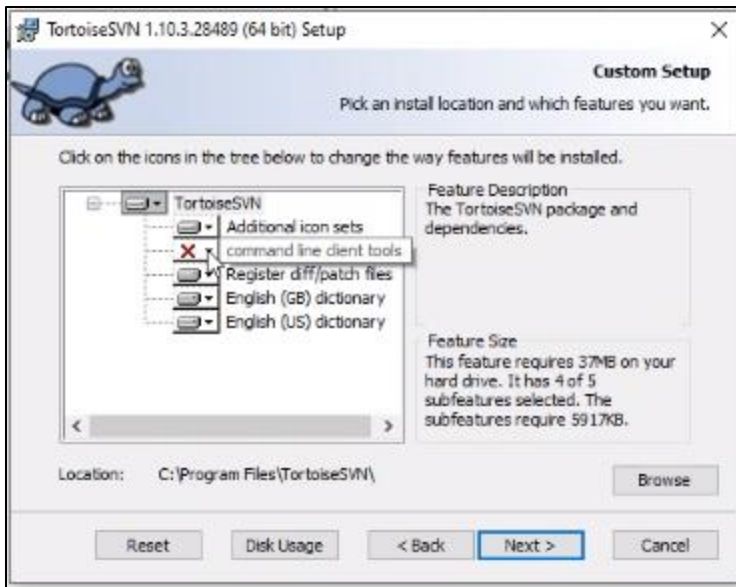 TortoiseSVN 1.10.3.28489 (64 bit) Setup
Custom Setup
Pick an install location and which features you want.
Click on the icons in the tree below to change the way features will be installed.
TortoiseSVN
Additional icon sets
command line client tools
Register diff/patch files
English (GB) dictionary
English (US) dictionary
Feature Description
The TortoiseSVN package and
dependencies.
Feature Size
This feature requires 37MB on your
hard drive. It has 4 of 5
subfeatures selected. The
subfeatures require 5917KB.
Location: C:\Program Files\TortoiseSVN\
Browse
Reset Disk Usage < Back Next > Cancel